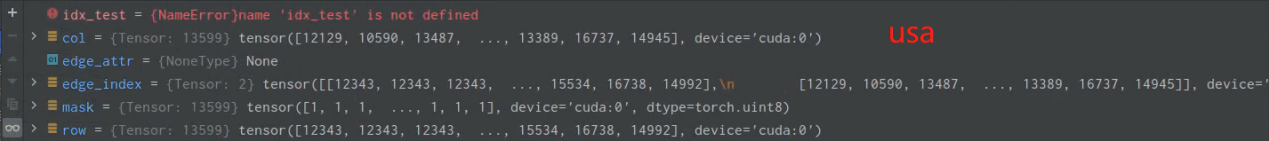 idx_test = {NameError}name 'idx_test' is not defined
col = {Tensor: 13599} tensor([12129, 10590, 13487,  ..., 13389, 16737, 14945], device='cuda:0')
usa
01 edge_attr = {NoneType} None
edge_index = {Tensor: 2} tensor([[12343, 12343, 12343,  ..., 15534, 16738, 14992],\n        [12129, 10590, 13487,  ..., 13389, 16737, 14945]], device='
mask = {Tensor: 13599} tensor([1, 1, 1,  ..., 1, 1, 1], device='cuda:0', dtype=torch.uint8)
row = {Tensor: 13599} tensor([12343, 12343, 12343,  ..., 15534, 16738, 14992], device='cuda:0')